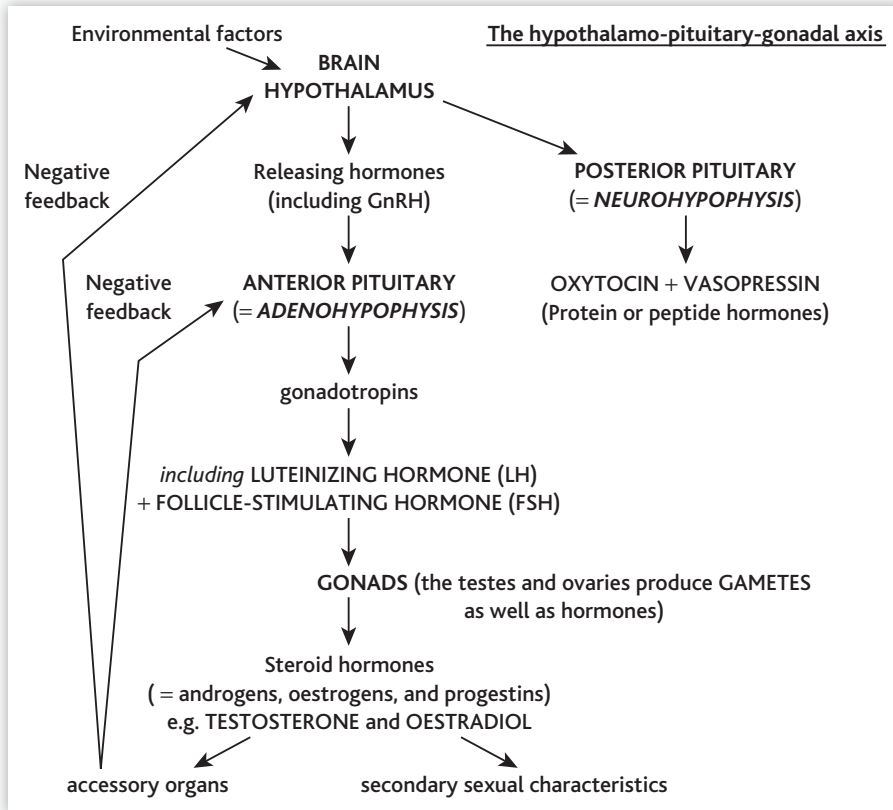 Environmental factors
The hypothalamo-pituitary-gonadal axis
BRAIN
HYPOTHALAMUS
Negative
feedback
Releasing hormones
(including GnRH)
POSTERIOR PITUITARY
(= NEUROHYPOPHYSIS)
Negative
feedback
ANTERIOR PITUITARY
(= ADENOHYPOPHYSIS)
OXYTOCIN + VASOPRESSIN
(Protein or peptide hormones)
gonadotropins
including LUTEINIZING HORMONE (LH)
+ FOLLICLE-STIMULATING HORMONE (FSH)
GONADS (the testes and ovaries produce GAMETES
as well as hormones)
Steroid hormones
( = androgens, oestrogens, and progestins)
e.g. TESTOSTERONE and OESTRADIOL
accessory organs
secondary sexual characteristics